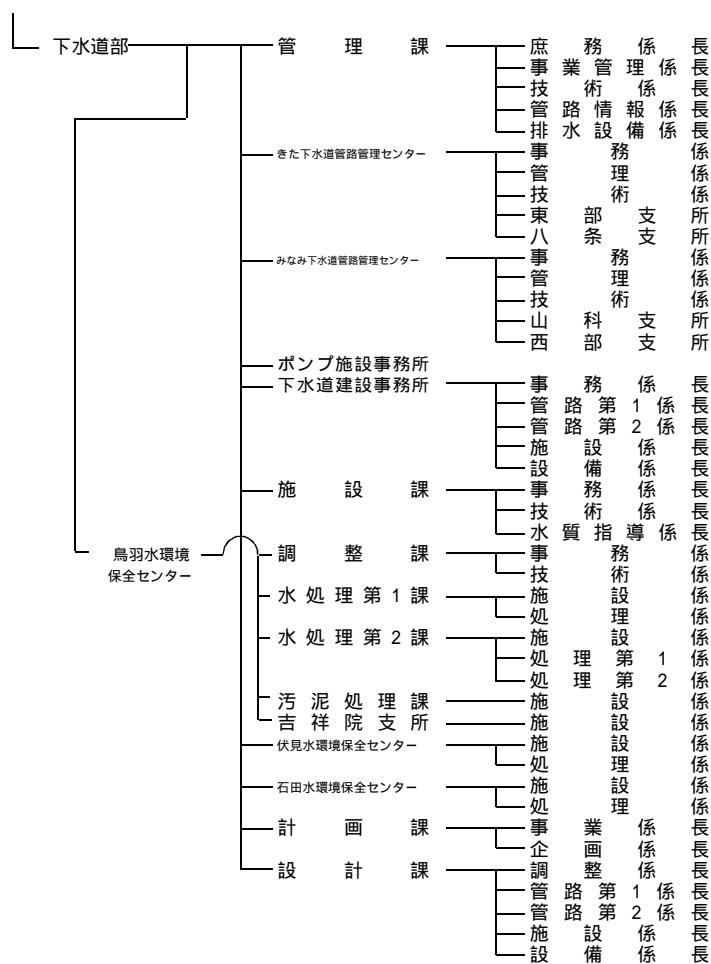 下水道部 管理課 庶務係長
事業管理係長
技術係長
管路情報係長
排水設備係長
きた下水道管路管理センター 事務係
管理係
技術係
東部支所
八条支所
みなみ下水道管路管理センター 事務係
管理係
技術係
山科支所
西部支所
ポンプ施設事務所
下水道建設事務所 事務係長
管路第1係長
管路第2係長
施設係長
設備係長
施設課 事務係長
技術係長
水質指導係長
鳥羽水環境
保全センター
調整課 事務係
技術係
水処理第1課 施設係
処理係
水処理第2課 施設係
処理第1係
処理第2係
汚泥処理課 施設係
吉祥院支所 施設係
伏見水環境保全センター 施設係
処理係
石田水環境保全センター 施設係
処理係
計画課 事業係長
企画係長
設計課 調整係長
管路第1係長
管路第2係長
施設係長
設備係長